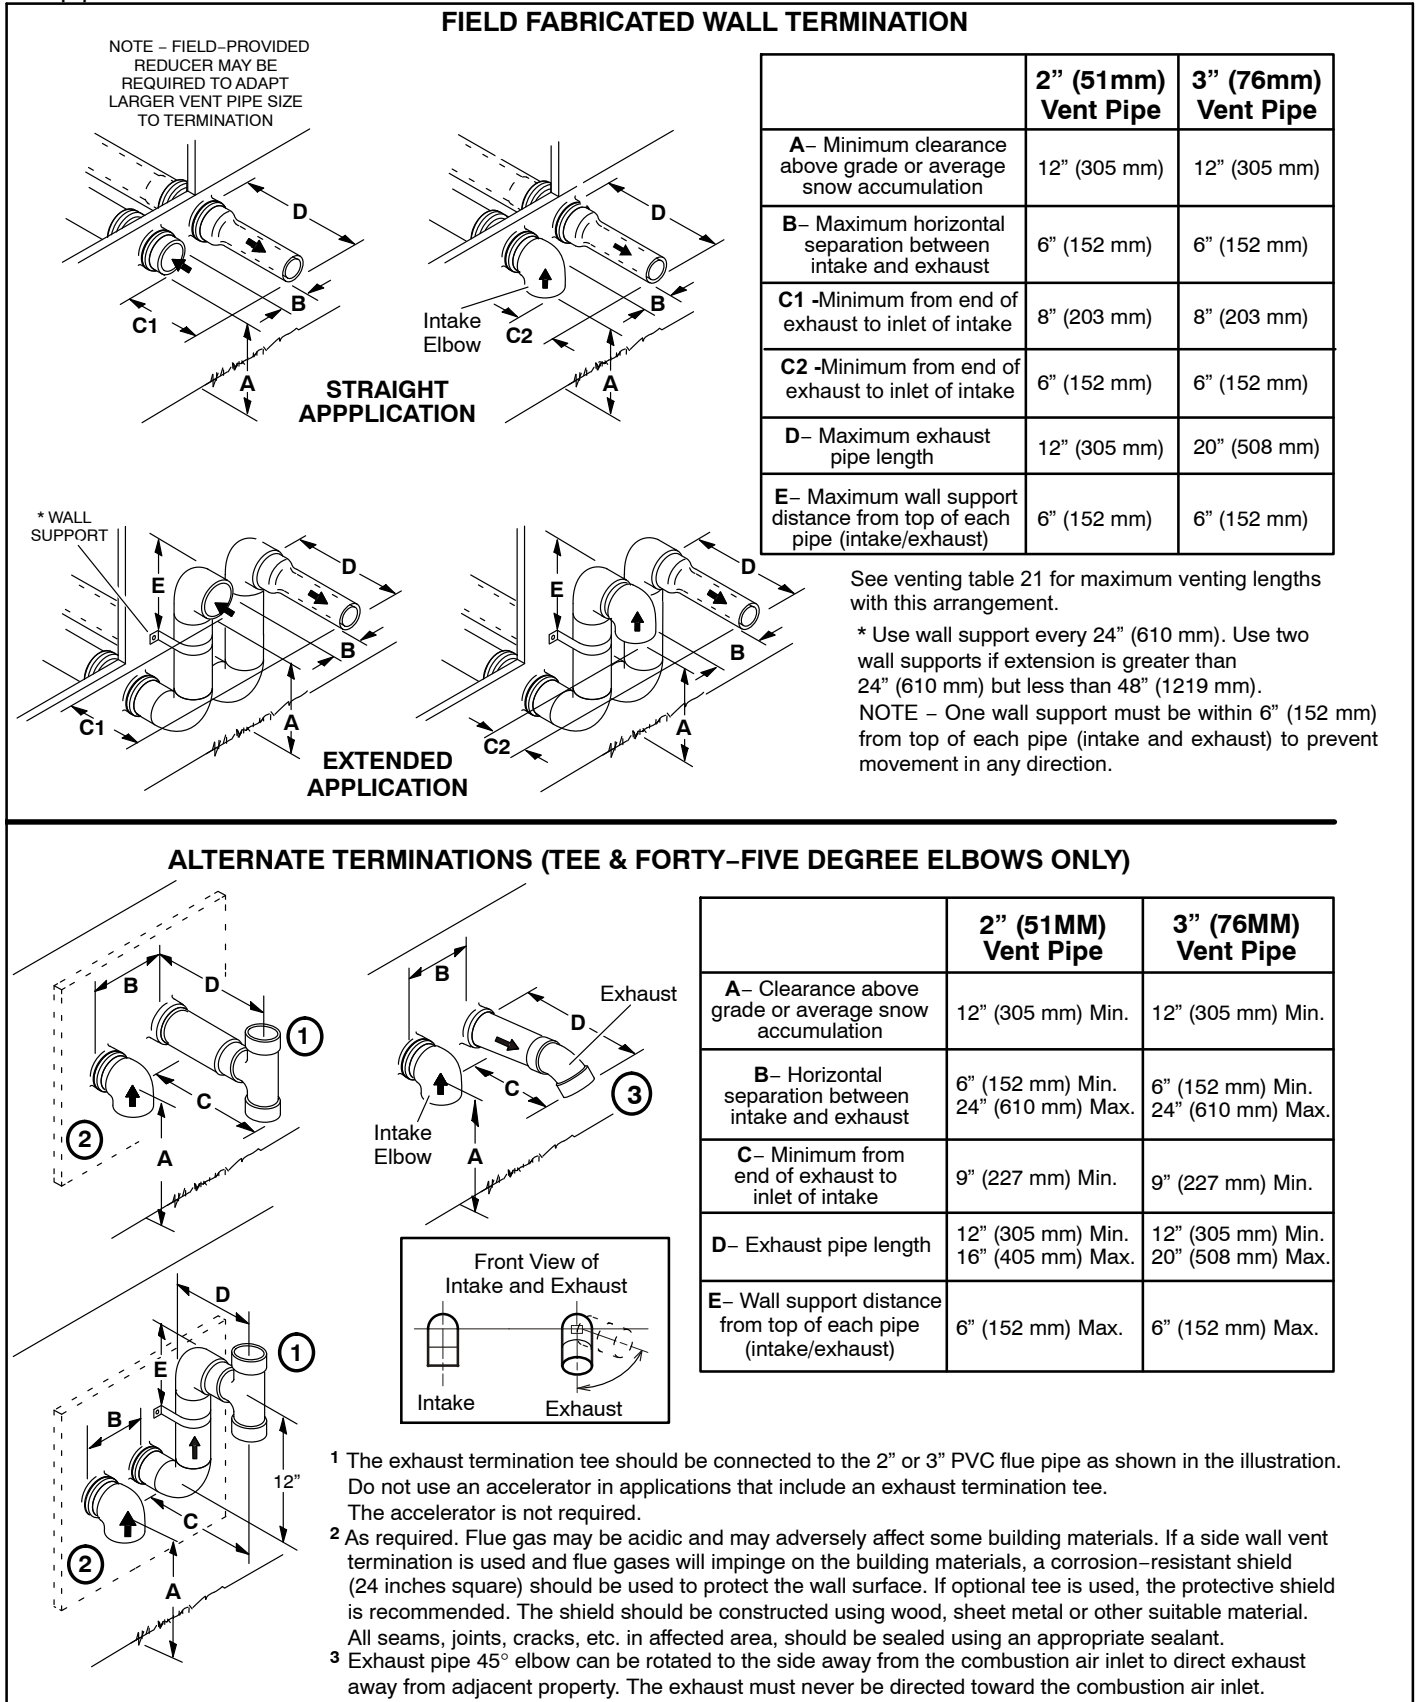 FIELD FABRICATED WALL TERMINATION
NOTE – FIELD–PROVIDED
REDUCER MAY BE
REQUIRED TO ADAPT
LARGER VENT PIPE SIZE
TO TERMINATION
D
B
C1
A
D
B
Intake
Elbow
C2
A
STRAIGHT
APPPLICATION
2” (51mm)
Vent Pipe
3” (76mm)
Vent Pipe
A– Minimum clearance
above grade or average
snow accumulation
12” (305 mm)
12” (305 mm)
B– Maximum horizontal
separation between
intake and exhaust
6” (152 mm)
6” (152 mm)
C1 -Minimum from end of
exhaust to inlet of intake
8” (203 mm)
8” (203 mm)
C2 -Minimum from end of
exhaust to inlet of intake
6” (152 mm)
6” (152 mm)
D– Maximum exhaust
pipe length
12” (305 mm)
20” (508 mm)
E– Maximum wall support
distance from top of each
pipe (intake/exhaust)
6” (152 mm)
6” (152 mm)
* WALL
SUPPORT
E
D
B
C1
A
E
D
B
C2
A
EXTENDED
APPLICATION
See venting table 21 for maximum venting lengths
with this arrangement.
* Use wall support every 24” (610 mm). Use two
wall supports if extension is greater than
24” (610 mm) but less than 48” (1219 mm).
NOTE – One wall support must be within 6” (152 mm)
from top of each pipe (intake and exhaust) to prevent
movement in any direction.
ALTERNATE TERMINATIONS (TEE & FORTY–FIVE DEGREE ELBOWS ONLY)
B
D
1
C
2
A
B
D
Exhaust
C
3
Intake
Elbow
A
2” (51MM)
Vent Pipe
3” (76MM)
Vent Pipe
A– Clearance above
grade or average snow
accumulation
12” (305 mm) Min.
12” (305 mm) Min.
B– Horizontal
separation between
intake and exhaust
6” (152 mm) Min.
24” (610 mm) Max.
6” (152 mm) Min.
24” (610 mm) Max.
C– Minimum from
end of exhaust to
inlet of intake
9” (227 mm) Min.
9” (227 mm) Min.
D– Exhaust pipe length
12” (305 mm) Min.
16” (405 mm) Max.
12” (305 mm) Min.
20” (508 mm) Max.
E– Wall support distance
from top of each pipe
(intake/exhaust)
6” (152 mm) Max.
6” (152 mm) Max.
D
1
E
B
12”
C
2
A
Front View of
Intake and Exhaust
Intake
Exhaust
1 The exhaust termination tee should be connected to the 2” or 3” PVC flue pipe as shown in the illustration.
Do not use an accelerator in applications that include an exhaust termination tee.
The accelerator is not required.
2 As required. Flue gas may be acidic and may adversely affect some building materials. If a side wall vent
termination is used and flue gases will impinge on the building materials, a corrosion–resistant shield
(24 inches square) should be used to protect the wall surface. If optional tee is used, the protective shield
is recommended. The shield should be constructed using wood, sheet metal or other suitable material.
All seams, joints, cracks, etc. in affected area, should be sealed using an appropriate sealant.
3 Exhaust pipe 45° elbow can be rotated to the side away from the combustion air inlet to direct exhaust
away from adjacent property. The exhaust must never be directed toward the combustion air inlet.